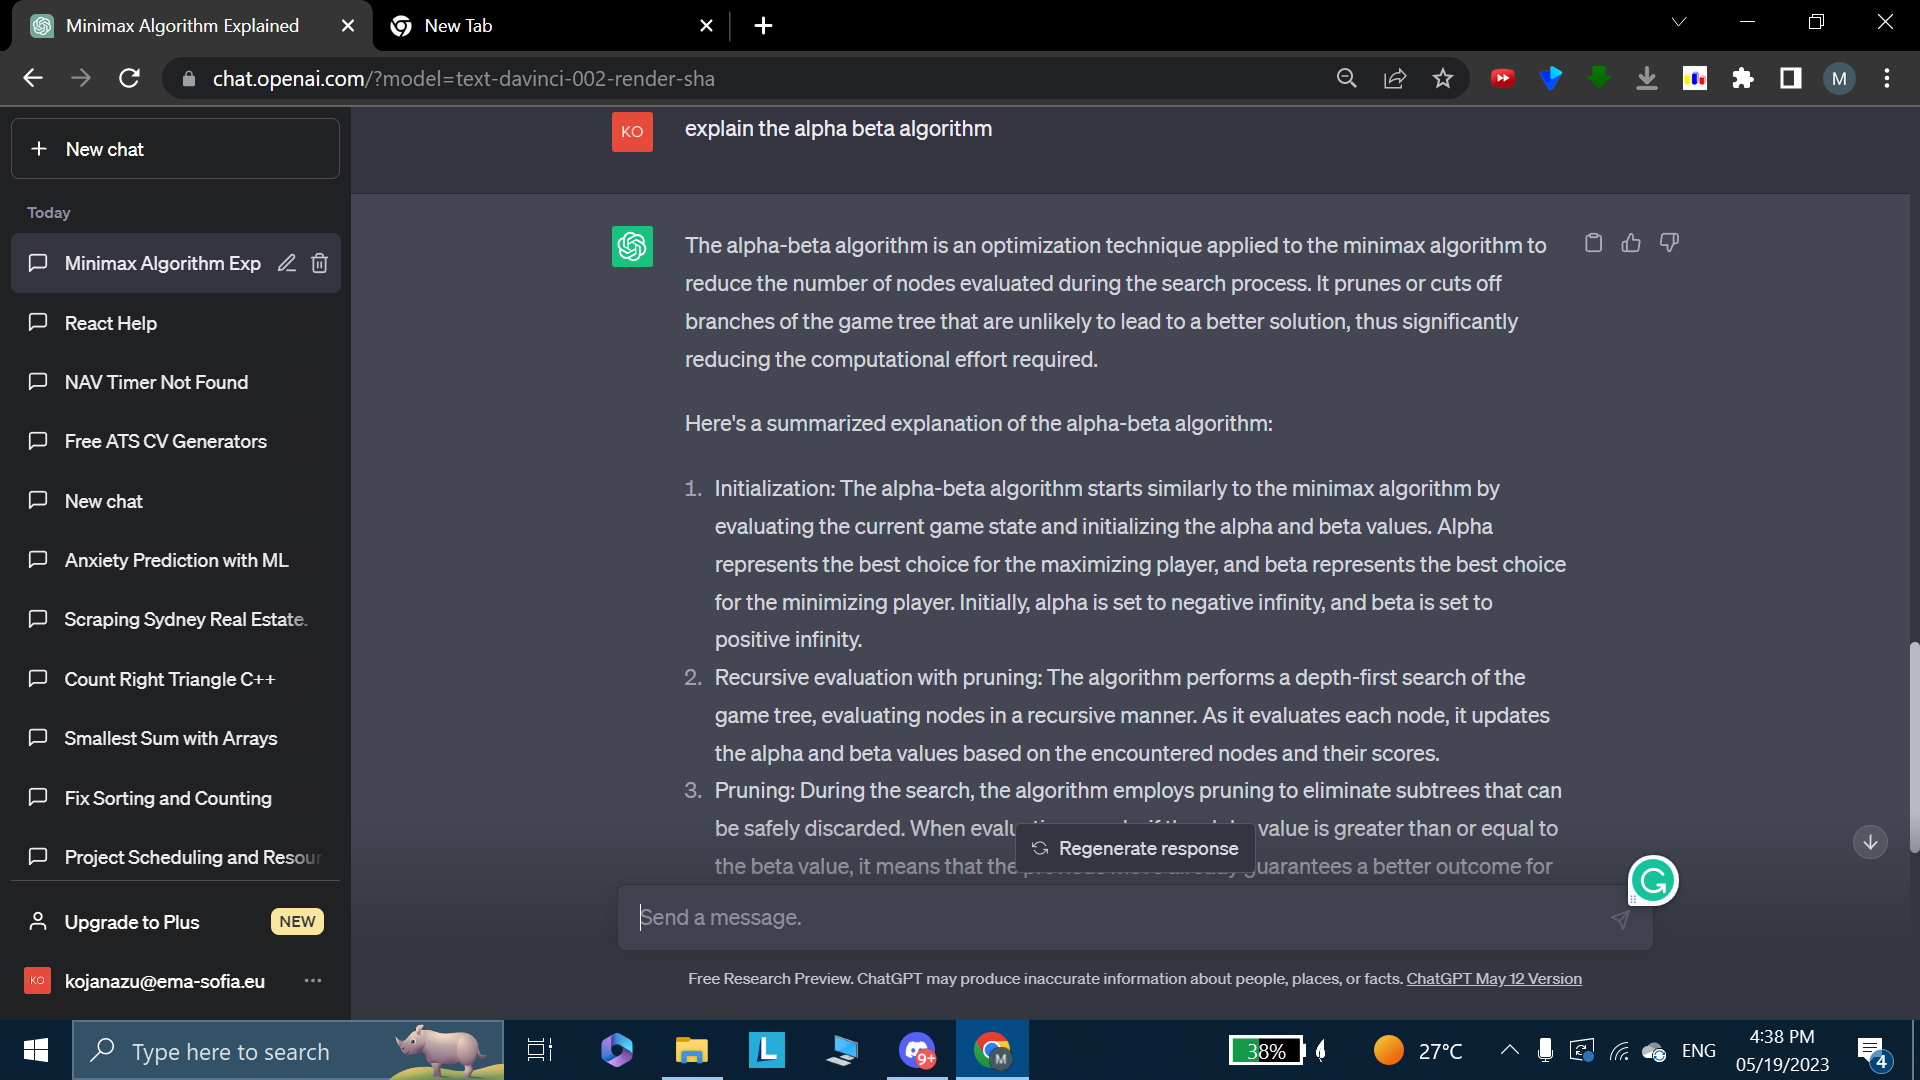 Minimax Algorithm Explained
New Tab
chat.openai.com/?model=text-davinci-002-render-sha
M
New chat
Today
Minimax Algorithm Exp
React Help
NAV Timer Not Found
Free ATS CV Generators
New chat
Anxiety Prediction with ML
Scraping Sydney Real Estate.
Count Right Triangle C++
Smallest Sum with Arrays
Fix Sorting and Counting
Project Scheduling and Resour
Upgrade to Plus NEW
KO kojanazu@ema-sofia.eu
KO explain the alpha beta algorithm
The alpha-beta algorithm is an optimization technique applied to the minimax algorithm to
reduce the number of nodes evaluated during the search process. It prunes or cuts off
branches of the game tree that are unlikely to lead to a better solution, thus significantly
reducing the computational effort required.
Here's a summarized explanation of the alpha-beta algorithm:
1. Initialization: The alpha-beta algorithm starts similarly to the minimax algorithm by
evaluating the current game state and initializing the alpha and beta values. Alpha
represents the best choice for the maximizing player, and beta represents the best choice
for the minimizing player. Initially, alpha is set to negative infinity, and beta is set to
positive infinity.
2. Recursive evaluation with pruning: The algorithm performs a depth-first search of the
game tree, evaluating nodes in a recursive manner. As it evaluates each node, it updates
the alpha and beta values based on the encountered nodes and their scores.
3. Pruning: During the search, the algorithm employs pruning to eliminate subtrees that can
be safely discarded. When value is greater than or equal to
the beta value, it means that the guarantees a better outcome for
Regenerate response
Send a message.
Free Research Preview. ChatGPT may produce inaccurate information about people, places, or facts. ChatGPT May 12 Version
Type here to search
L
9+
M
38%
27°C
ENG
4:38 PM
05/19/2023
4